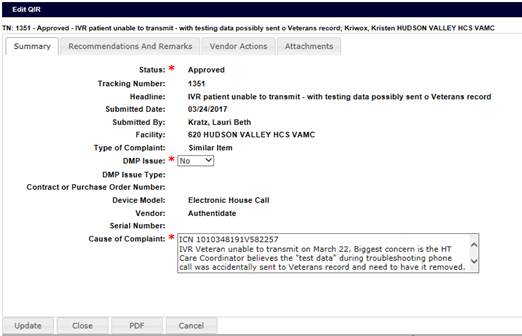 Edit QIR
TN: 1351 - Approved - IVR patient unable to transmit - with testing data possibly sent o Veterans record; Kriwox, Kristen HUDSON VALLEY HCS VAMC
Summary Recommendations And Remarks Vendor Actions Attachments
Status: * Approved
Tracking Number: 1351
Headline: IVR patient unable to transmit - with testing data possibly sent o Veterans record
Submitted Date: 03/24/2017
Submitted By: Kratz, Lauri Beth
Facility: 620 HUDSON VALLEY HCS VAMC
Type of Complaint: Similar Item
DMP Issue: * No
DMP Issue Type:
Contract or Purchase Order Number:
Device Model: Electronic House Call
Vendor: Authentidate
Serial Number:
Cause of Complaint: * ICN 1010348191V582257
IVR Veteran unable to transmit on March 22. Biggest concern is the HT
Care Coordinator believes the "test data" during troubleshooting phone
call was accidentally sent to Veterans record and need to have it removed.
Update Close PDF Cancel